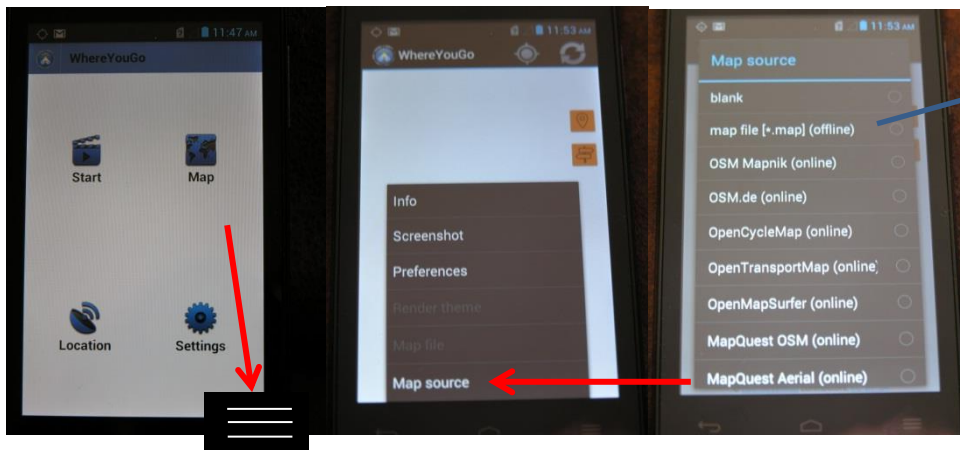 11:47 AM
WhereYouGo
Start
Map
Location
Settings
11:53 AM
WhereYouGo
Info
Screenshot
Preferences
Render theme
Map file
Map source
11:53 AM
Map source
blank
map file [*.map] (offline)
OSM Mapnik (online)
OSM.de (online)
OpenCycleMap (online)
OpenTransportMap (online)
OpenMapSurfer (online)
MapQuest OSM (online)
MapQuest Aerial (online)